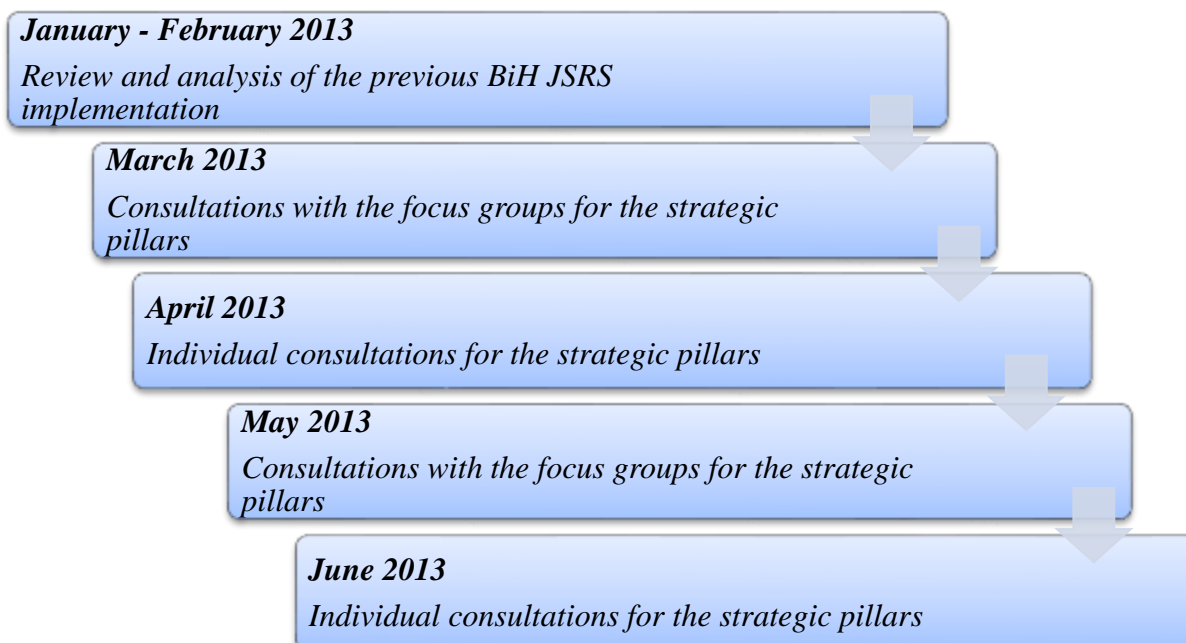 January - February 2013
Review and analysis of the previous BiH JSRS
implementation
March 2013
Consultations with the focus groups for the strategic
pillars
April 2013
Individual consultations for the strategic pillars
May 2013
Consultations with the focus groups for the strategic
pillars
June 2013
Individual consultations for the strategic pillars